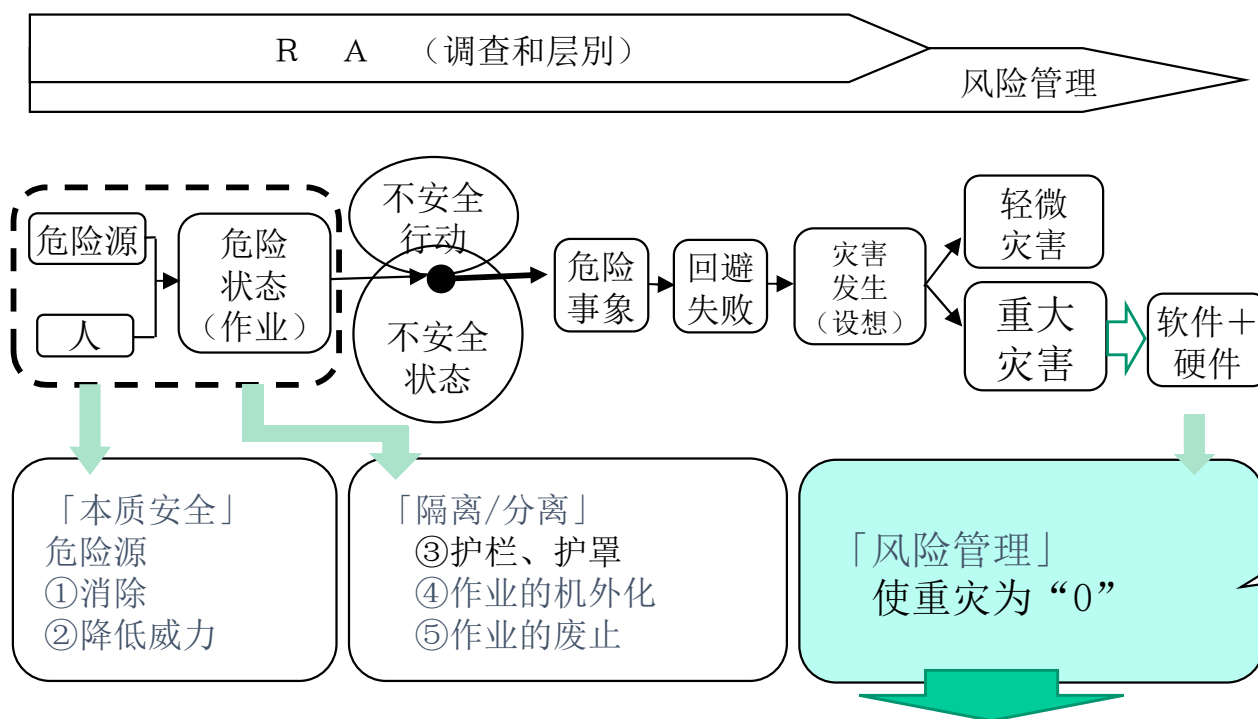 Ｒ　Ａ　（调查和层別）
风险管理
危险源
人
危险
状态
（作业）
不安全
行动
不安全
状态
危险
事象
回避
失败
灾害
发生
（设想）
轻微
灾害
重大
灾害
软件＋
硬件
「本质安全」
危险源
①消除
②降低威力
「隔离/分离」
③护栏、护罩
④作业的机外化
⑤作业的废止
「风险管理」
使重灾为“0”